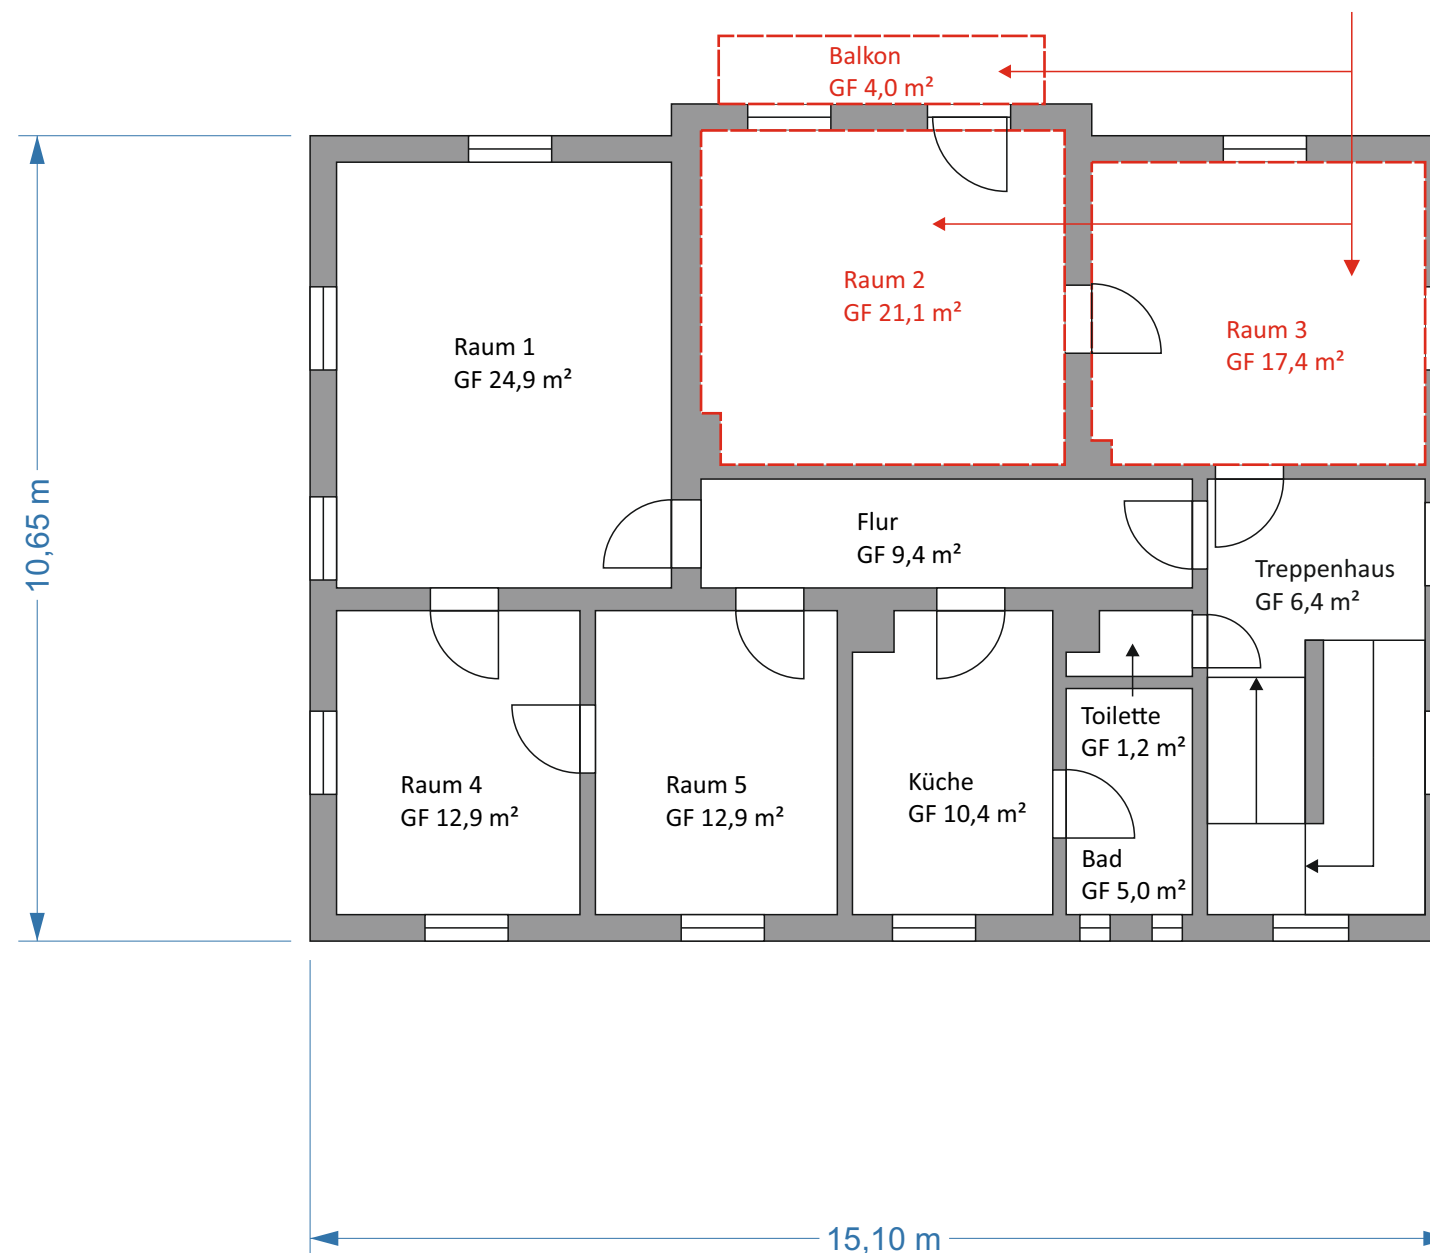 Balkon
GF 4,0 m²
Raum 2
GF 21,1 m²
Raum 3
GF 17,4 m²
Raum 1
GF 24,9 m²
10,65 m
Flur
GF 9,4 m²
Treppenhaus
GF 6,4 m²
Toilette
GF 1,2 m²
Raum 4
GF 12,9 m²
Raum 5
GF 12,9 m²
Küche
GF 10,4 m²
Bad
GF 5,0 m²
15,10 m